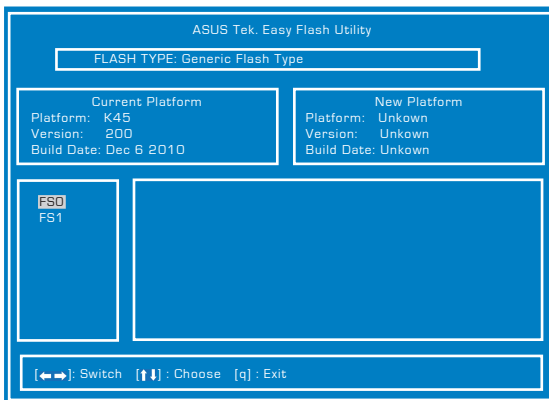 ASUS Tek. Easy Flash Utility
FLASH TYPE: Generic Flash Type
Current Platform
Platform: K45
Version: 200
Build Date: Dec 6 2010
New Platform
Platform: Unkown
Version: Unkown
Build Date: Unkown
FS0
FS1
[←→]: Switch [↑↓] : Choose [q] : Exit